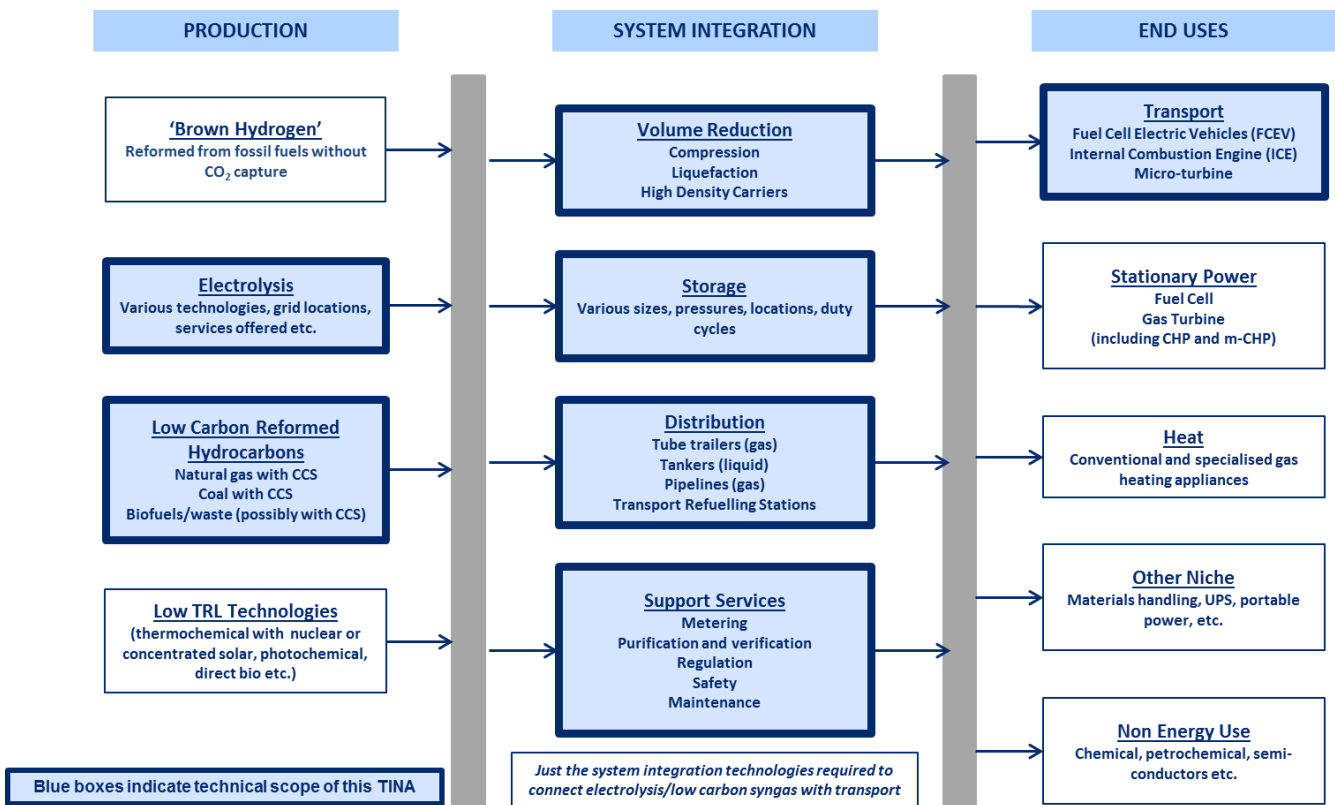 PRODUCTION
SYSTEM INTEGRATION
END USES
‘Brown Hydrogen’
Reformed from fossil fuels without
CO₂ capture
Electrolysis
Various technologies, grid locations,
services offered etc.
Low Carbon Reformed
Hydrocarbons
Natural gas with CCS
Coal with CCS
Biofuels/waste (possibly with CCS)
Low TRL Technologies
(thermochemical with nuclear or
concentrated solar, photochemical,
direct bio etc.)
Blue boxes indicate technical scope of this TINA
Volume Reduction
Compression
Liquefaction
High Density Carriers
Storage
Various sizes, pressures, locations, duty
cycles
Distribution
Tube trailers (gas)
Tankers (liquid)
Pipelines (gas)
Transport Refuelling Stations
Support Services
Metering
Purification and verification
Regulation
Safety
Maintenance
Just the system integration technologies required to
connect electrolysis/low carbon syngas with transport
Transport
Fuel Cell Electric Vehicles (FCEV)
Internal Combustion Engine (ICE)
Micro-turbine
Stationary Power
Fuel Cell
Gas Turbine
(including CHP and m-CHP)
Heat
Conventional and specialised gas
heating appliances
Other Niche
Materials handling, UPS, portable
power, etc.
Non Energy Use
Chemical, petrochemical, semi-
conductors etc.